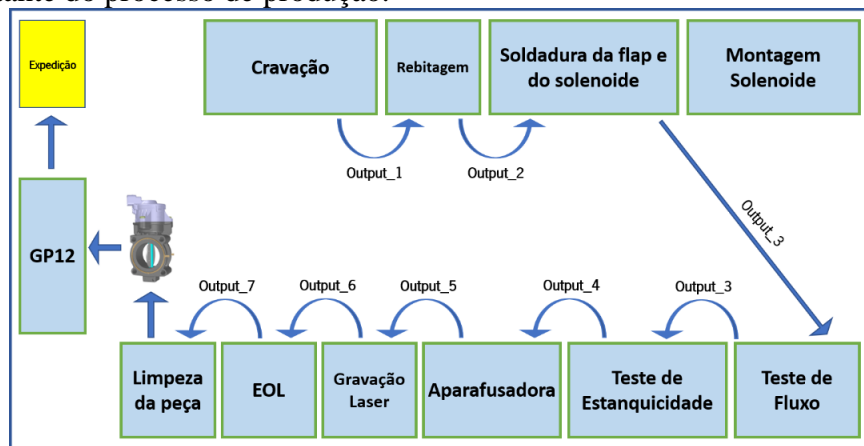 Expedição
Cravação
Rebitagem
Soldadura da flap e
do solenoide
Montagem
Solenoide
Output_1
Output_2
Output_3
GP12
Output_7
Output_6
Output_5
Output_4
Output_3
Limpeza
da peça
EOL
Gravação
Laser
Aparafusadora
Teste de
Estanquicidade
Teste de
Fluxo